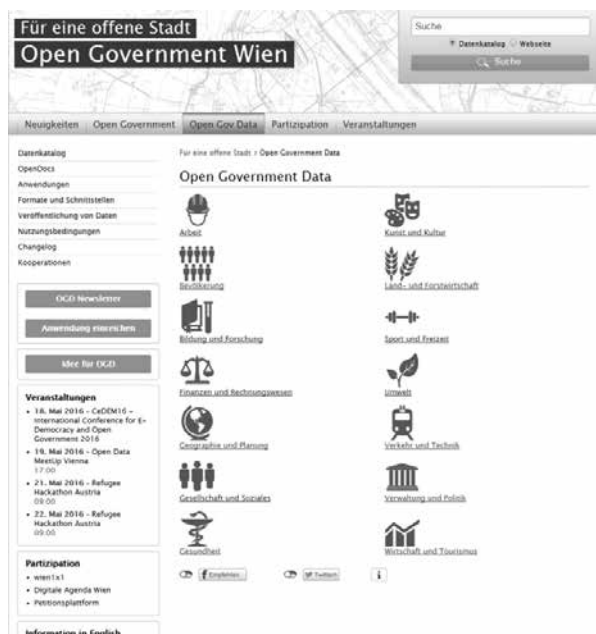 Für eine offene Stadt
Open Government Wien
Suche
Datenkatalog Webseite
Suche
Neuigkeiten Open Government Open Gov Data Partizipation Veranstaltungen
Datenkatalog
OpenDocs
Anwendungen
Formate und Schnittstellen
Veröffentlichung von Daten
Nutzungsbedingungen
Changelog
Kooperationen
OGD Newsletter
Anwendung einreichen
Idee für OGD
Veranstaltungen
• 18. Mai 2016 - CeDEM16 -
International Conference for E-
Democracy and Open
Government 2016
• 19. Mai 2016 - Open Data
MeetUp Vienna
17:00
• 21. Mai 2016 - Refugee
Hackathon Austria
09:00
• 22. Mai 2016 - Refugee
Hackathon Austria
09:00
Partizipation
• wien1x1
• Digitale Agenda Wien
• Petitionsplattform
Information in English
Für eine offene Stadt > Open Government Data
Open Government Data
Arbeit
Kunst und Kultur
Bevölkerung
Land- und Forstwirtschaft
Bildung und Forschung
Sport und Freizeit
Finanzen und Rechnungswesen
Umwelt
Geographie und Planung
Verkehr und Technik
Gesellschaft und Soziales
Verwaltung und Politik
Gesundheit
Wirtschaft und Tourismus
f Empfehlen
Twittern
i